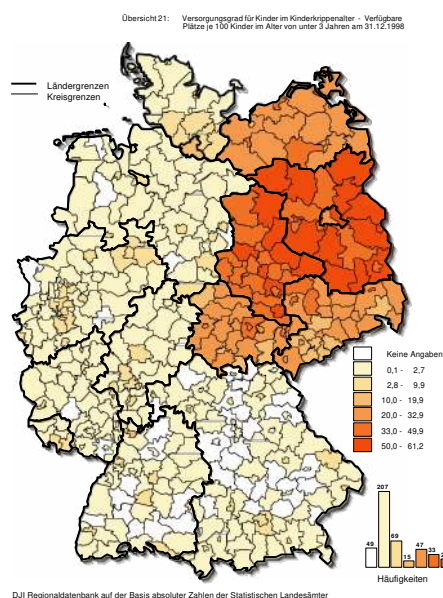 Übersicht 21: Versorgungsgrad für Kinder im Kinderkrippenalter - Verfügbare
Plätze je 100 Kinder im Alter von unter 3 Jahren am 31.12.1998
Ländergrenzen
Kreisgrenzen
Keine Angaben
0,1 - 2,7
2,8 - 9,9
10,0 - 19,9
20,0 - 32,9
33,0 - 49,9
50,0 - 61,2
207
49
69
15
47
33
Häufigkeiten
DJI Regionaldatenbank auf der Basis absoluter Zahlen der Statistischen Landesämter